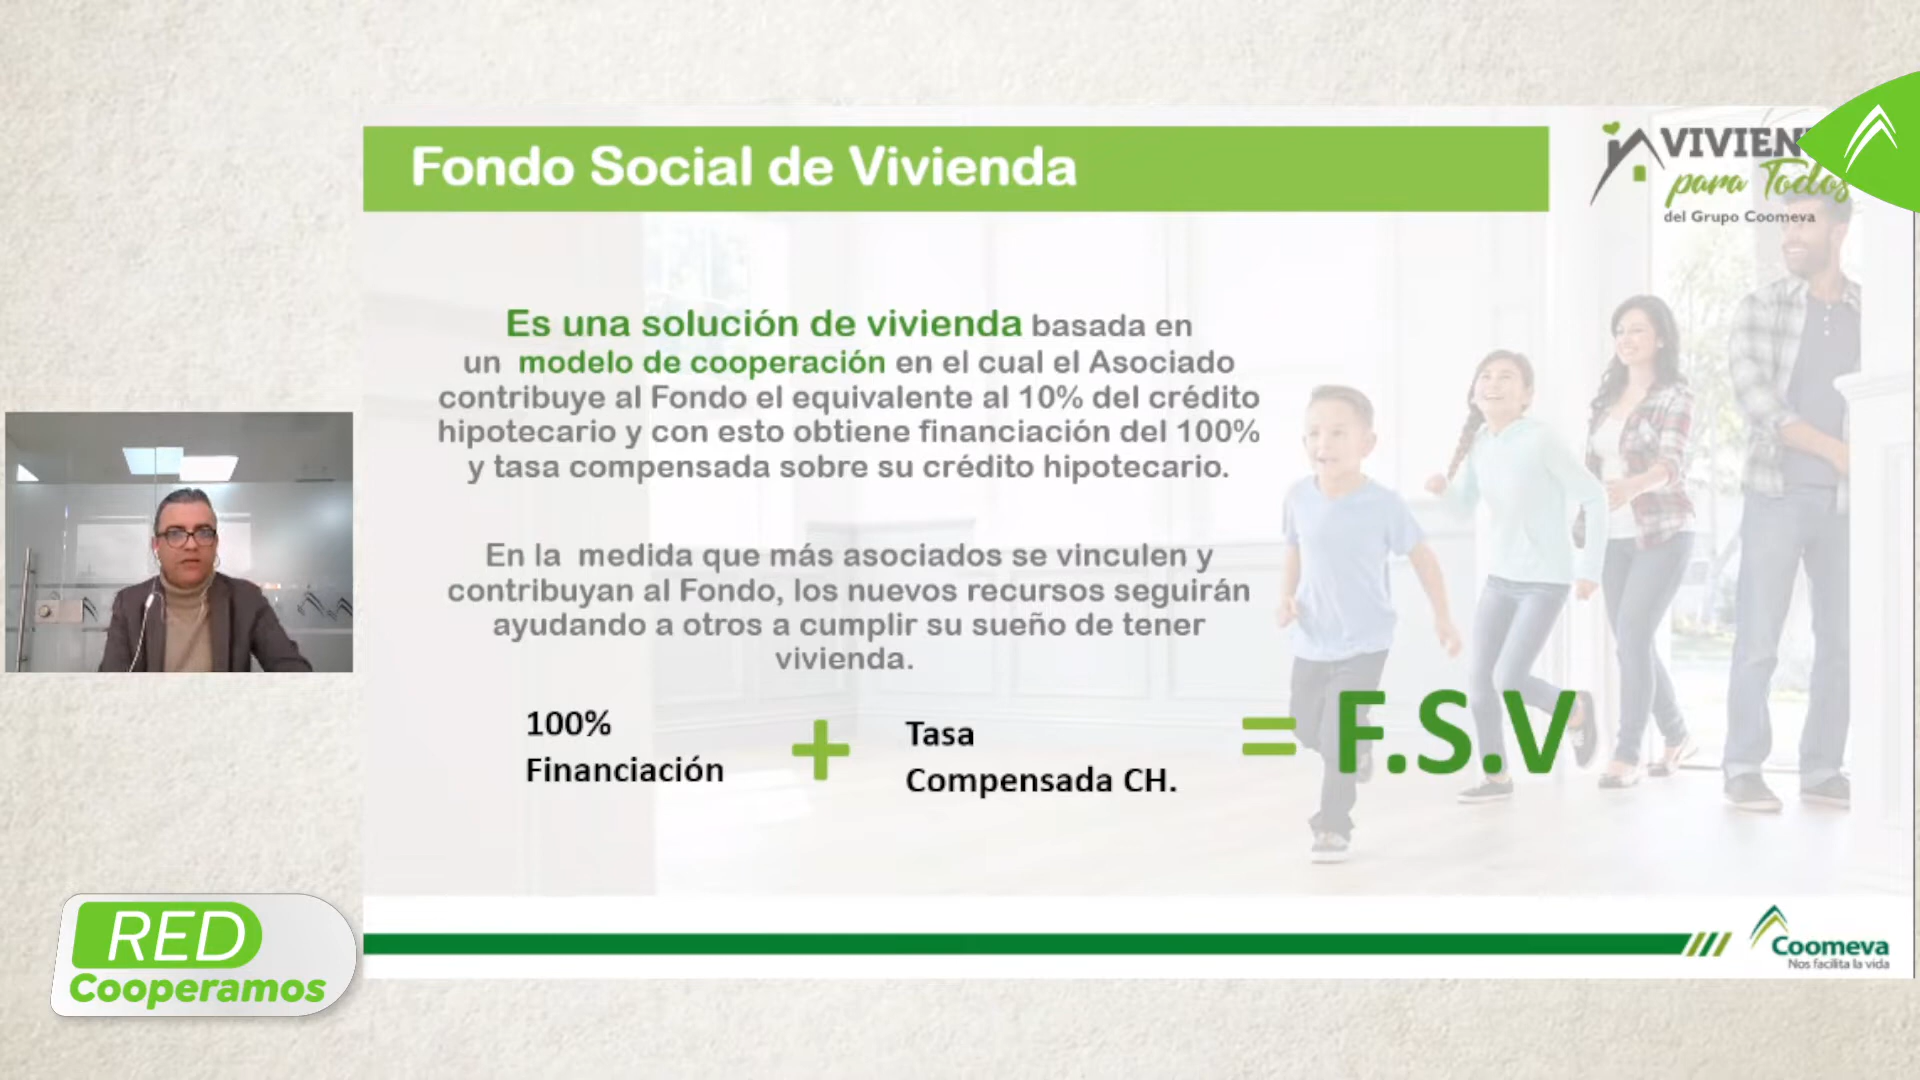 Fondo Social de Vivienda
para Todos
del Grupo Coomeva
Es una solución de vivienda basada en
un modelo de cooperación en el cual el Asociado
contribuye al Fondo el equivalente al 10% del crédito
hipotecario y con esto obtiene financiación del 100%
y tasa compensada sobre su crédito hipotecario.
En la medida que más asociados se vinculen y
contribuyan al Fondo, los nuevos recursos seguirán
ayudando a otros a cumplir su sueño de tener
vivienda.
100%
Financiación
+
Tasa
Compensada CH.
=
F.S.V
RED
Cooperamos
Coomeva
Nos facilita la vida